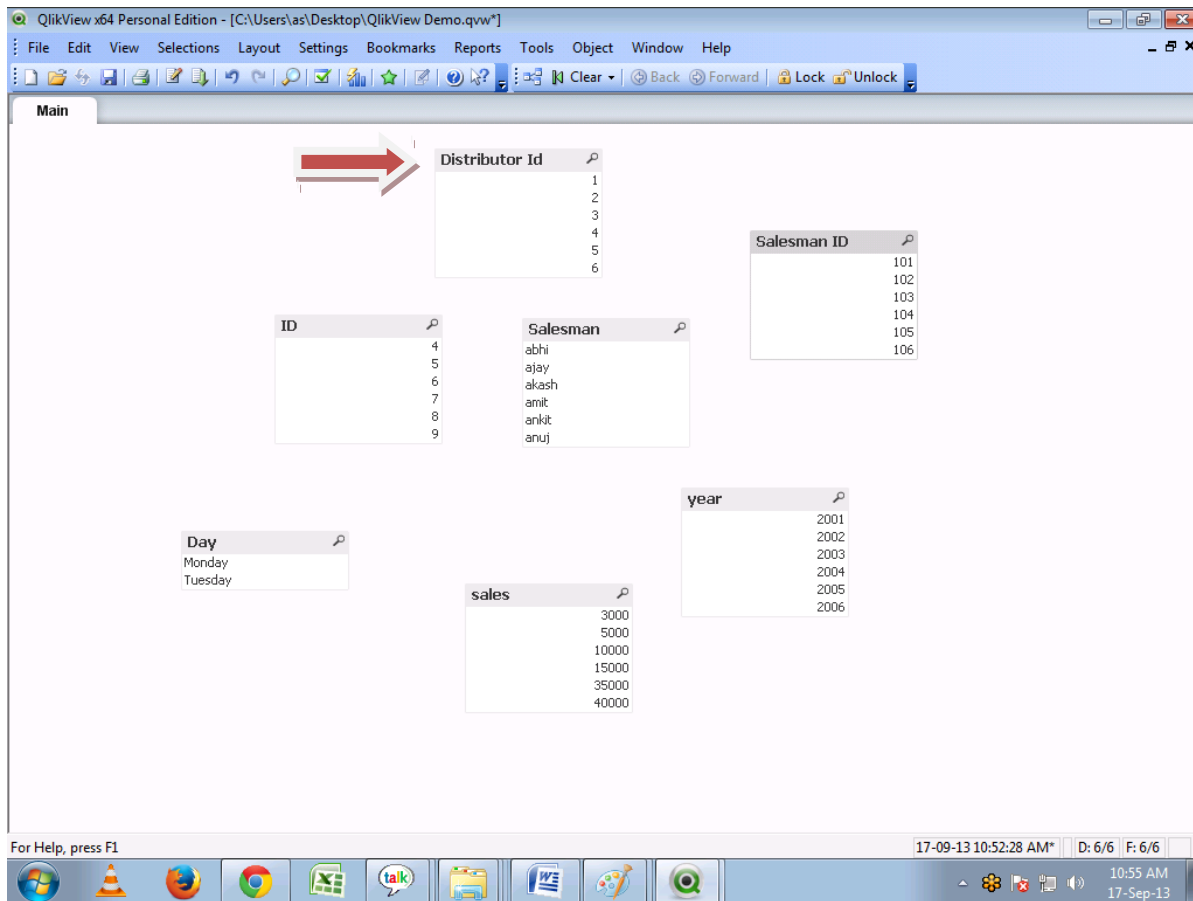 QlikView x64 Personal Edition - [C:\Users\as\Desktop\QlikView Demo.qvw*]
File Edit View Selections Layout Settings Bookmarks Reports Tools Object Window Help
Clear Back Forward Lock Unlock
Main
Distributor Id
1
2
3
4
5
6
Salesman ID
101
102
103
104
105
106
ID
4
5
6
7
8
9
Salesman
abhi
ajay
akash
amit
ankit
anuj
year
2001
2002
2003
2004
2005
2006
Day
Monday
Tuesday
sales
3000
5000
10000
15000
35000
40000
For Help, press F1
17-09-13 10:52:28 AM* D: 6/6 F: 6/6
talk
10:55 AM
17-Sep-13